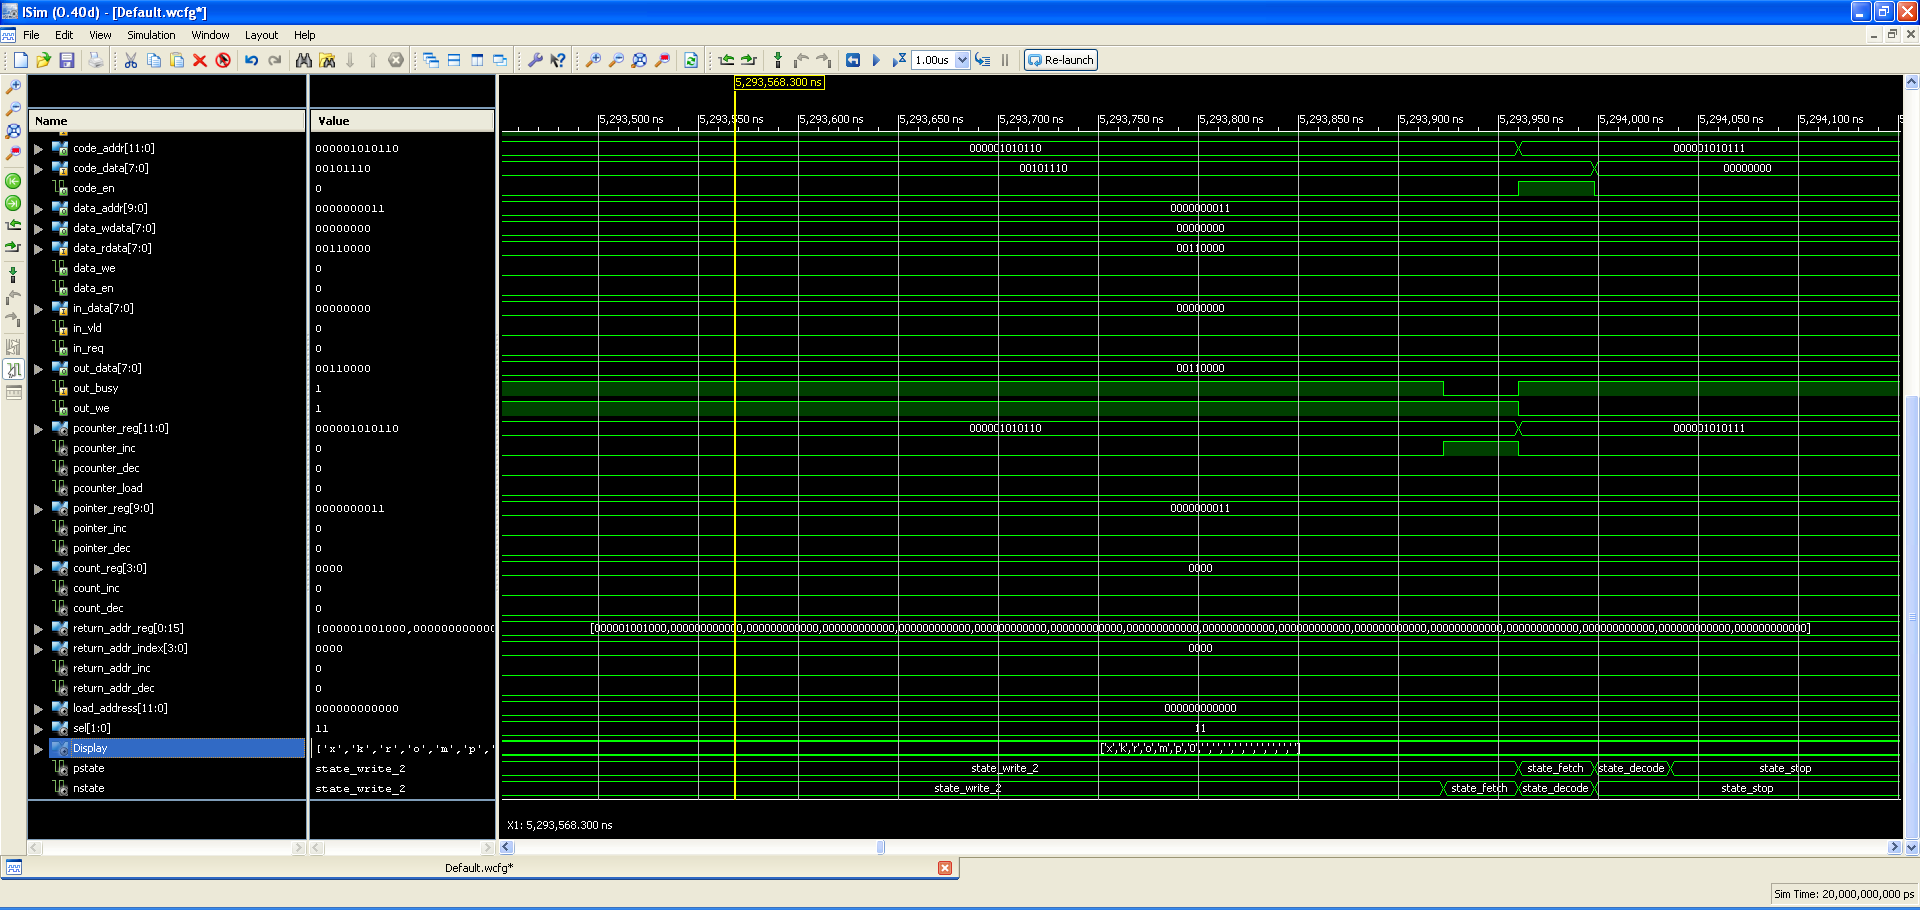 ISim (O.40d) - [Default.wcfg*]
File Edit View Simulation Window Layout Help
1.00us Re-launch
5,293,568.300 ns
Name Value
5,293,500 ns 5,293,550 ns 5,293,600 ns 5,293,650 ns 5,293,700 ns 5,293,750 ns 5,293,800 ns 5,293,850 ns 5,293,900 ns 5,293,950 ns 5,294,000 ns 5,294,050 ns 5,294,100 ns
code_addr[11:0] 000001010110 000001010110 000001010111
code_data[7:0] 00101110 00101110 00000000
code_en 0
data_addr[9:0] 0000000011 0000000011
data_wdata[7:0] 00000000 00000000
data_rdata[7:0] 00110000 00110000
data_we 0
data_en 0
in_data[7:0] 00000000 00000000
in_vld 0
in_req 0
out_data[7:0] 00110000 00110000
out_busy 1
out_we 1
pcounter_reg[11:0] 000001010110 000001010110 000001010111
pcounter_inc 0
pcounter_dec 0
pcounter_load 0
pointer_reg[9:0] 0000000011 0000000011
pointer_inc 0
pointer_dec 0
count_reg[3:0] 0000 0000
count_inc 0
count_dec 0
return_addr_reg[0:15] [000001001000,000000000000 [000001001000,000000000000,000000000000,000000000000,000000000000,000000000000,000000000000,000000000000,000000000000,000000000000,000000000000,000000000000,000000000000,000000000000,000000000000,000000000000]
return_addr_index[3:0] 0000 0000
return_addr_inc 0
return_addr_dec 0
load_address[11:0] 000000000000 000000000000
sel[1:0] 11 11
Display ['x','k','r','o','m','p',' ['x','k','r','o','m','p','0',' ',' ',' ',' ',' ',' ',' ',' ',' ']
pstate state_write_2 state_write_2 state_fetch state_decode state_stop
nstate state_write_2 state_write_2 state_fetch state_decode state_stop
X1: 5,293,568.300 ns
Default.wcfg*
Sim Time: 20,000,000,000 ps